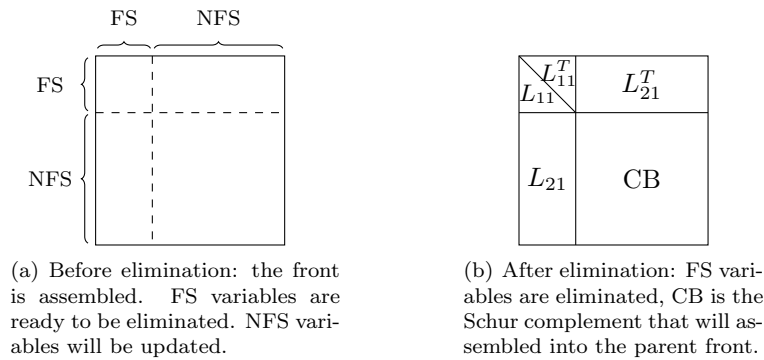 FS NFS
FS
NFS
L_{11} L_{11}^T L_{21}^T
L_{21} CB
(a) Before elimination: the front
is assembled. FS variables are
ready to be eliminated. NFS vari-
ables will be updated.
(b) After elimination: FS vari-
ables are eliminated, CB is the
Schur complement that will as-
sembled into the parent front.